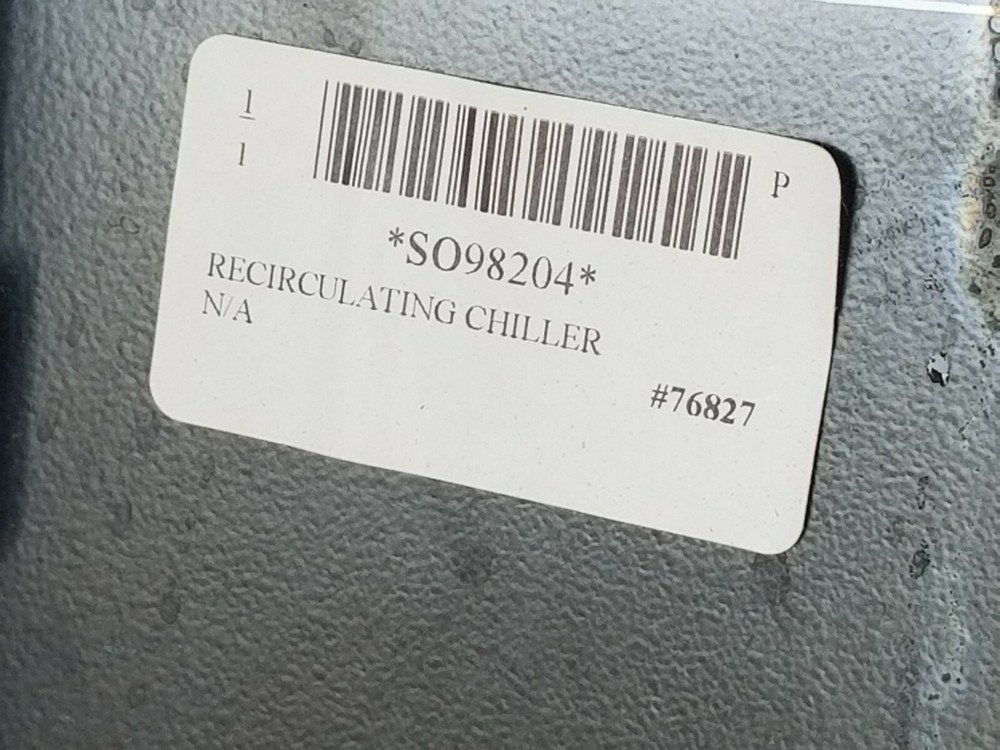 1
1
P
*SO98204*
RECIRCULATING CHILLER
N/A
#76827